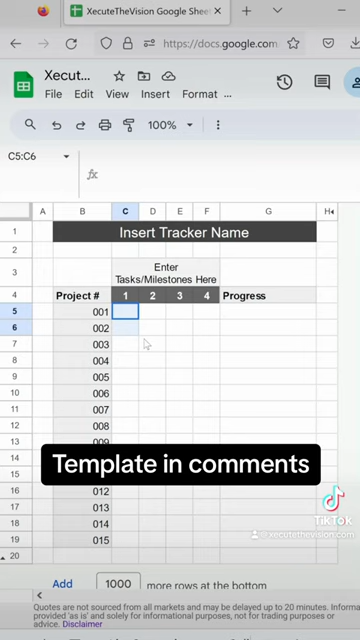 XecuteTheVision Google Sheet
https://docs.google.com
Xecut...
File Edit View Insert Format ...
100%
C5:C6
fx
A B C D E F G H
1 Insert Tracker Name
2
3 Enter
Tasks/Milestones Here
4 Project # 1 2 3 4 Progress
5 001
6 002
7 003
8 004
9 005
10 006
11 007
12 008
13 009
14
Template in comments
15
16 012
17 013
18 014
19 015
20
TikTok
@xecutethevision.com
Add 1000 more rows at the bottom
Quotes are not sourced from all markets and may be delayed up to 20 minutes. Informa
provided 'as is' and solely for informational purposes, not for trading purposes or
advice. Disclaimer